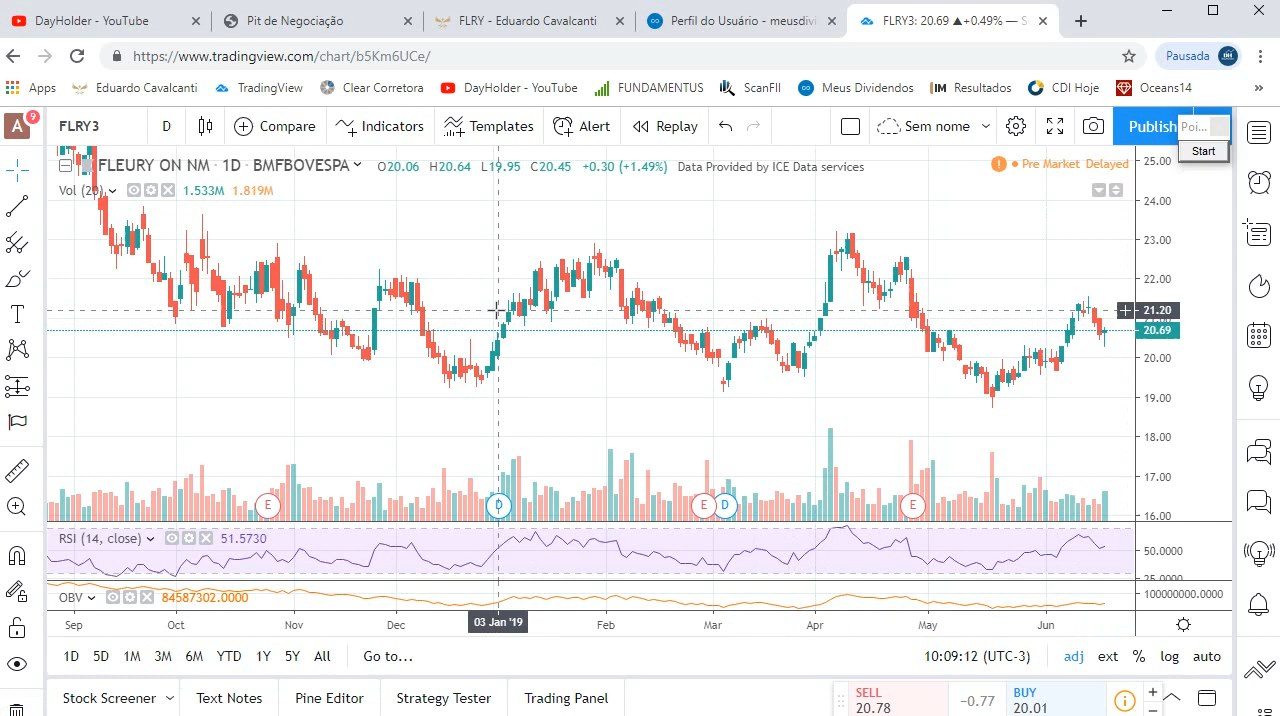 DayHolder - YouTube
Pit de Negociação
FLRY - Eduardo Cavalcanti
Perfil do Usuário - meusdivi
FLRY3: 20.69 ▲+0.49% — S
https://www.tradingview.com/chart/b5Km6UCe/
Pausada
Apps
Eduardo Cavalcanti
TradingView
Clear Corretora
DayHolder - YouTube
FUNDAMENTUS
ScanFII
Meus Dividendos
IM Resultados
CDI Hoje
Oceans14
»
A 9
FLRY3
D
Compare
Indicators
Templates
Alert
Replay
Sem nome
Publish
Poi...
Start
FLEURY ON NM · 1D · BMFBOVESPA
O20.06 H20.64 L19.95 C20.45 +0.30 (+1.49%)
Data Provided by ICE Data services
Pre Market Delayed
Vol (20) 1.533M 1.819M
25.00
24.00
23.00
22.00
21.20
20.69
20.00
19.00
18.00
17.00
16.00
E D E D E
RSI (14, close) 51.5730
50.0000
25.0000
OBV 84587302.0000
1000000000.0000
Sep Oct Nov Dec 03 Jan '19 Feb Mar Apr May Jun
1D 5D 1M 3M 6M YTD 1Y 5Y All Go to...
10:09:12 (UTC-3) adj ext % log auto
Stock Screener Text Notes Pine Editor Strategy Tester Trading Panel
SELL
20.78
−0.77
BUY
20.01